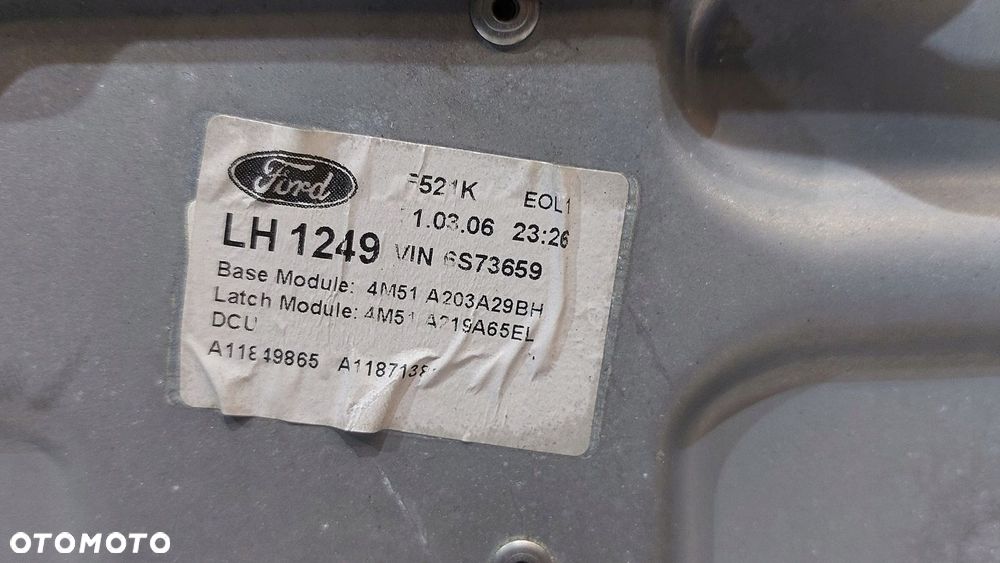 Ford
F521K EOL1
1.03.06 23:26
LH 1249 VIN 6S73659
Base Module: 4M51 A203A29BH
Latch Module: 4M51 A219A65EL
DCU
A11849865 A1187138
OTOMOTO